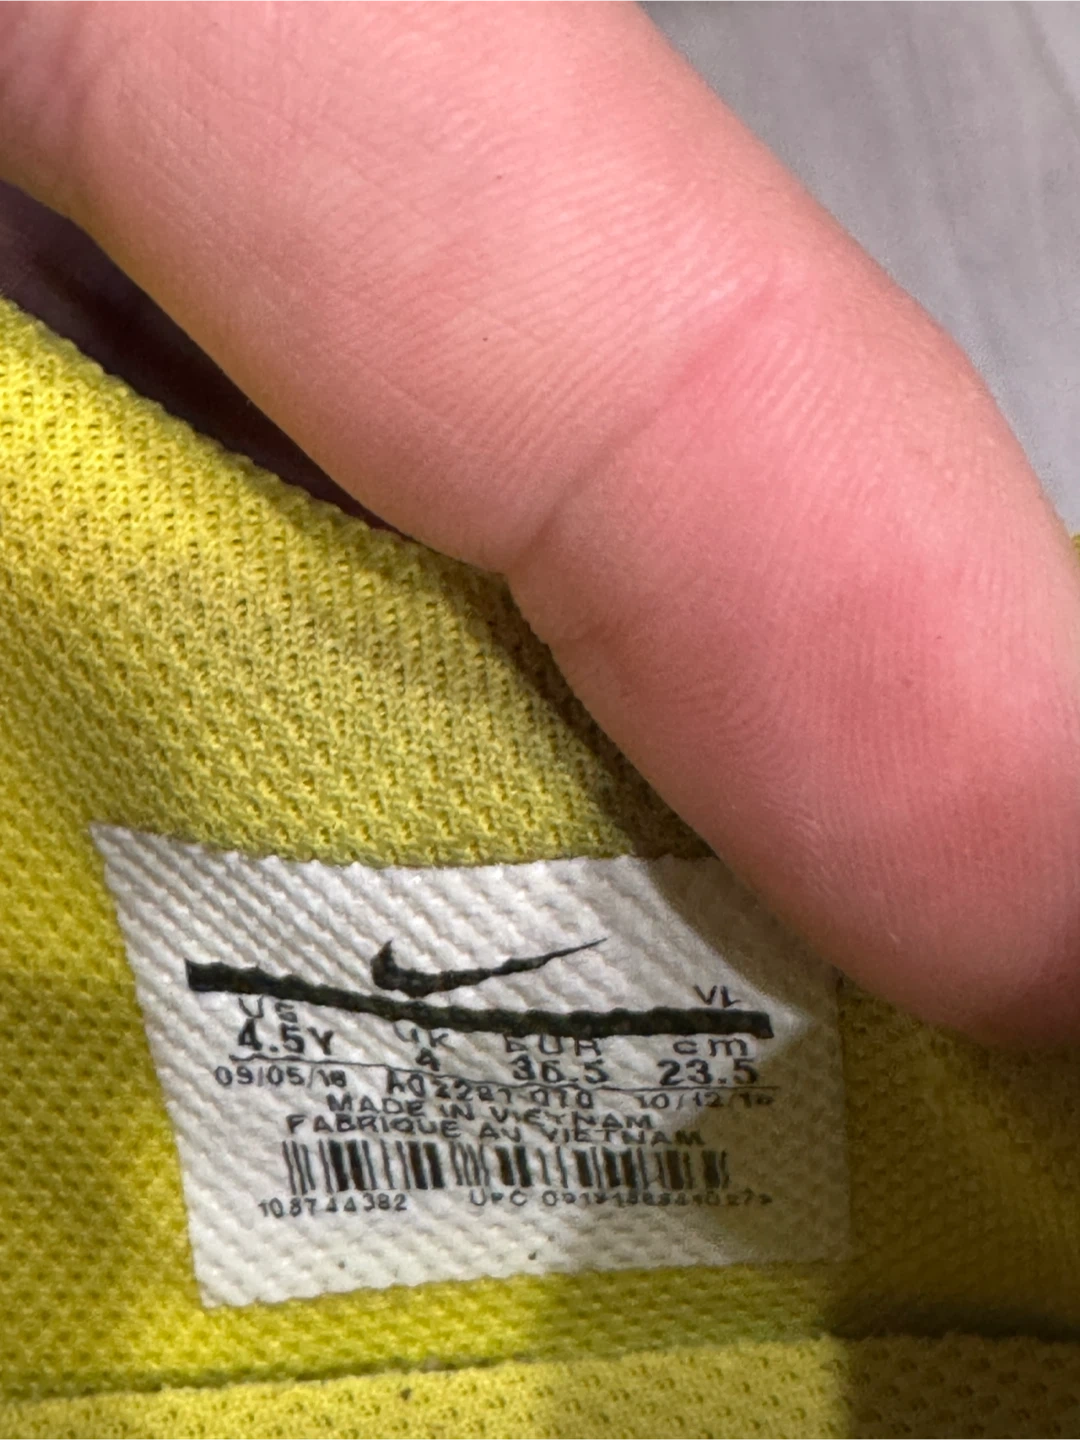 VL
US UK EUR cm
4.5Y 4 36.5 23.5
09/05/18 10/12/18
MADE IN VIETNAM
FABRIQUE AU VIETNAM
108744382 UPC